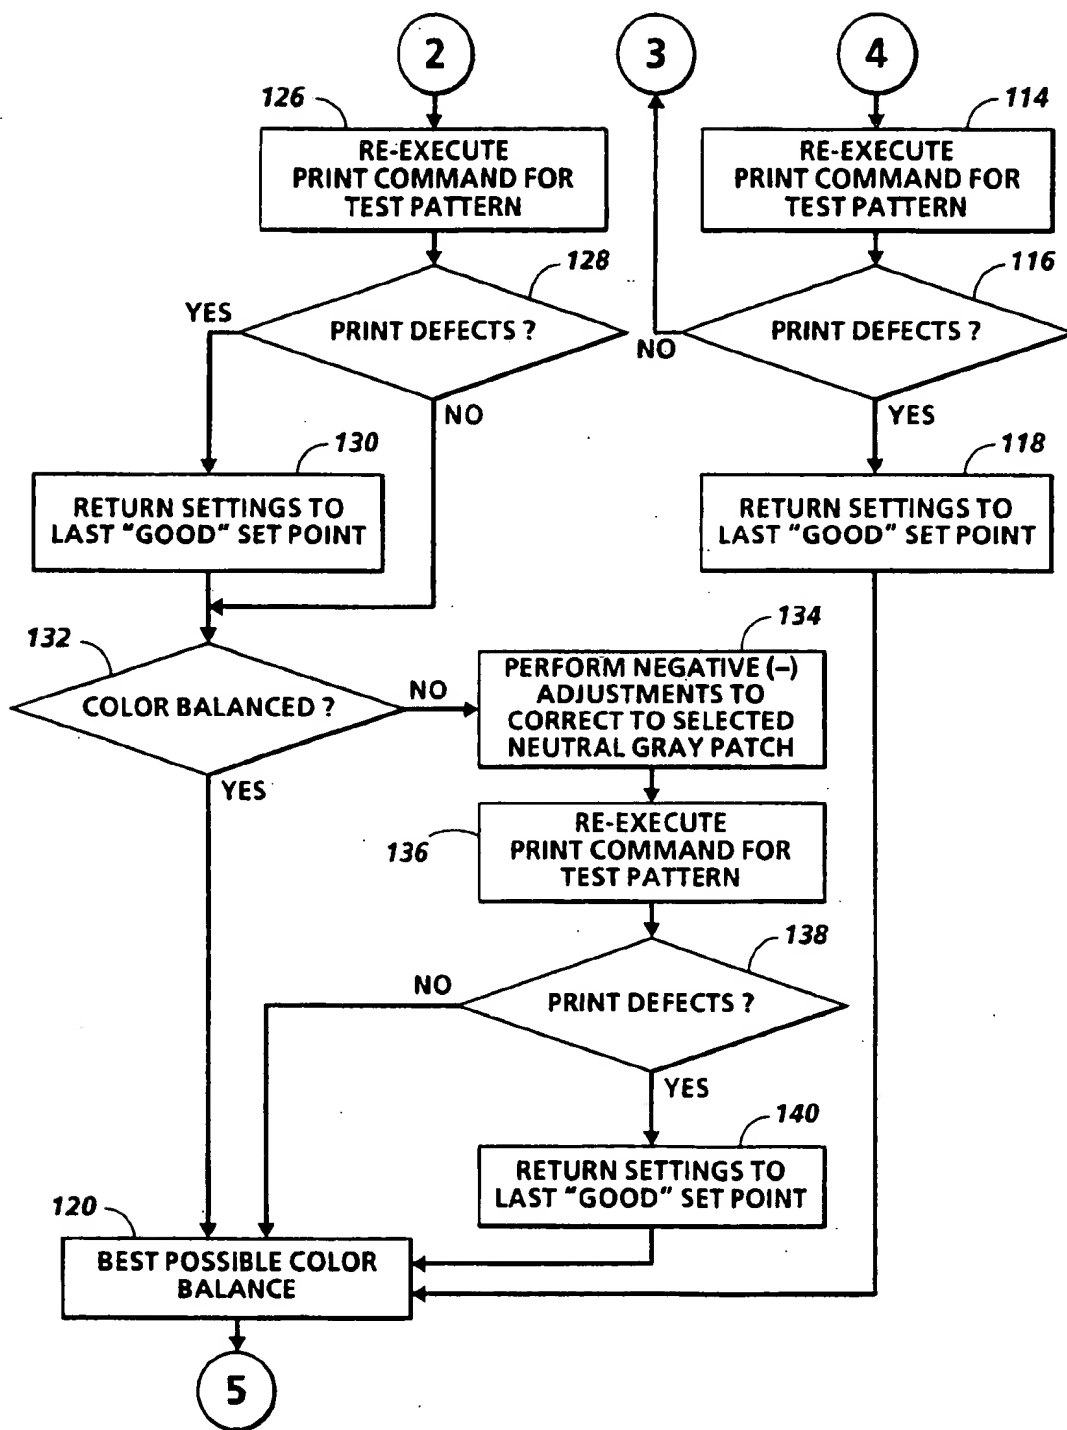 2
3
4
126
114
RE-EXECUTE
PRINT COMMAND FOR
TEST PATTERN
RE-EXECUTE
PRINT COMMAND FOR
TEST PATTERN
128
116
YES
PRINT DEFECTS ?
NO
PRINT DEFECTS ?
NO
YES
130
118
RETURN SETTINGS TO
LAST "GOOD" SET POINT
RETURN SETTINGS TO
LAST "GOOD" SET POINT
132
134
COLOR BALANCED ?
NO
PERFORM NEGATIVE (–)
ADJUSTMENTS TO
CORRECT TO SELECTED
NEUTRAL GRAY PATCH
YES
136
RE-EXECUTE
PRINT COMMAND FOR
TEST PATTERN
138
NO
PRINT DEFECTS ?
YES
140
RETURN SETTINGS TO
LAST "GOOD" SET POINT
120
BEST POSSIBLE COLOR
BALANCE
5